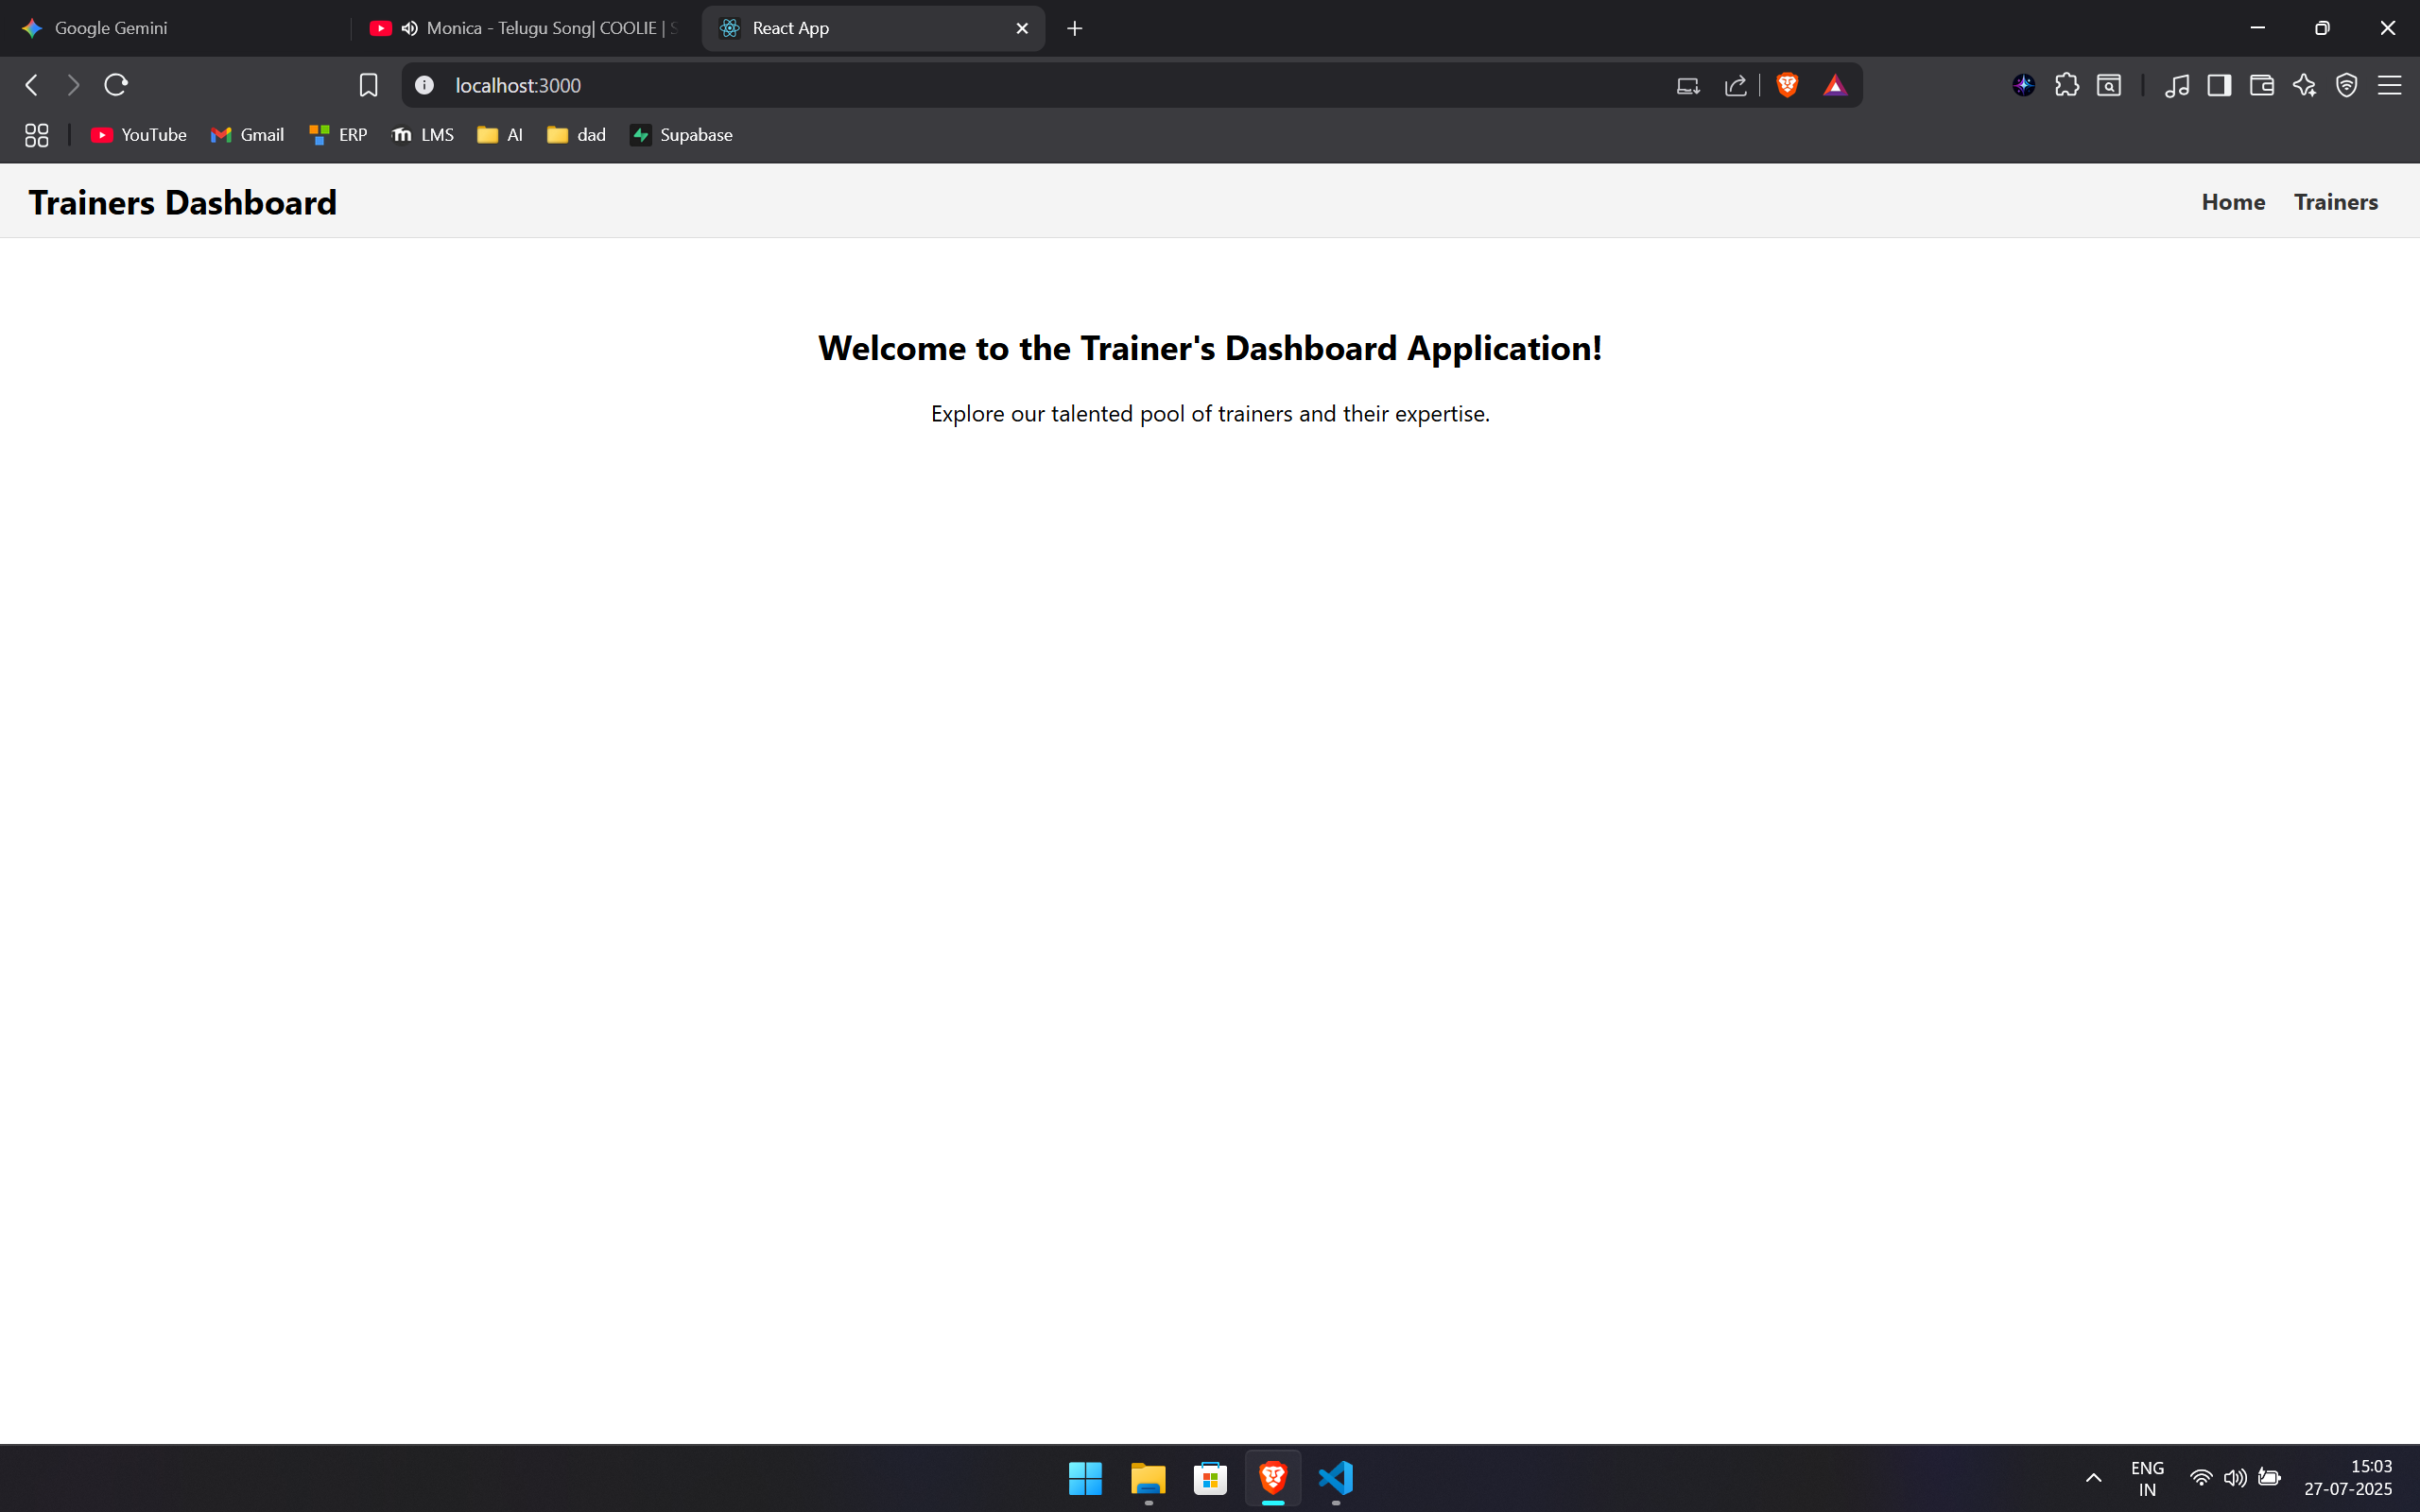 Google Gemini
Monica - Telugu Song| COOLIE |
React App
localhost:3000
YouTube
Gmail
ERP
LMS
AI
dad
Supabase
Trainers Dashboard
Home
Trainers
Welcome to the Trainer's Dashboard Application!
Explore our talented pool of trainers and their expertise.
ENG
IN
15:03
27-07-2025